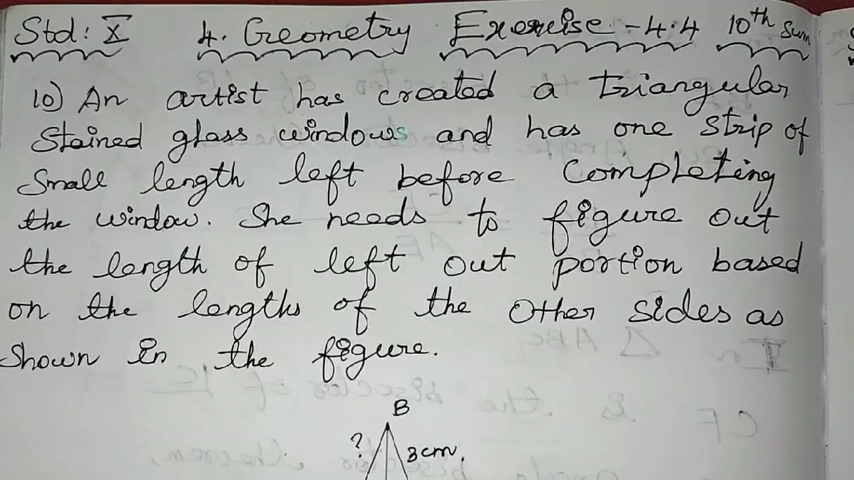 Std: X 4. Geometry Exercise - 4.4 10th Sum
10) An artist has created a triangular
Stained glass windows and has one strip of
Small length left before completing
the window. She needs to figure out
the length of left out portion based
on the lengths of the other sides as
Shown in the figure.
B
? 3cm.